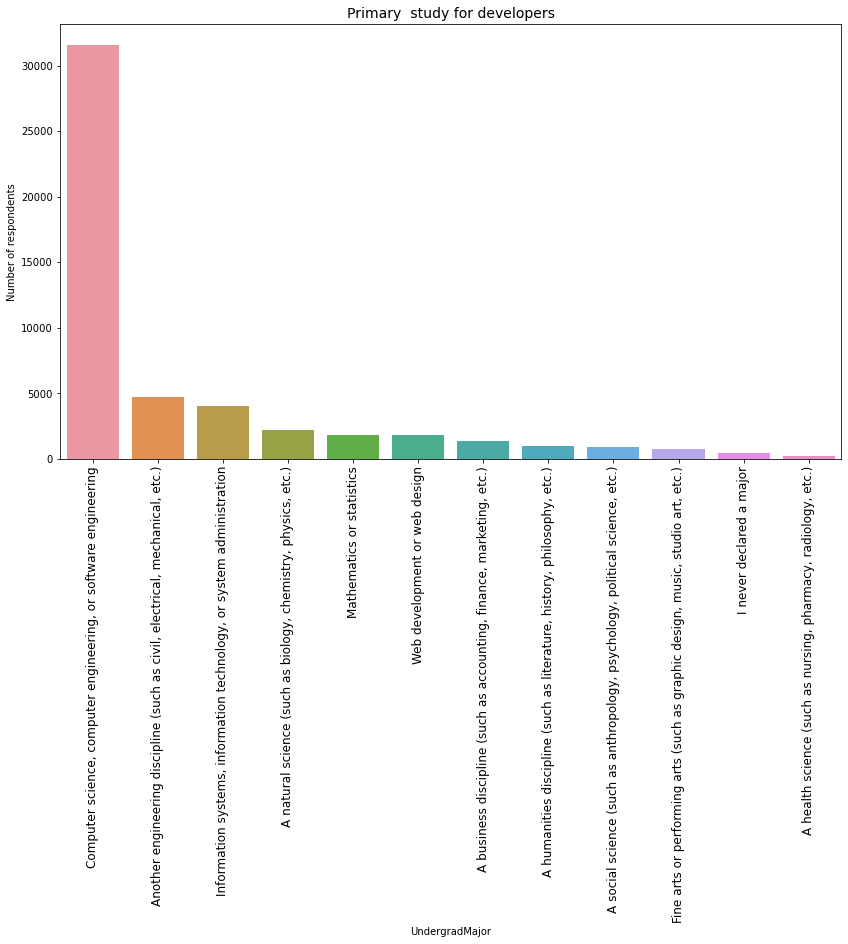 Primary  study for developers
Number of respondents
30000
25000
20000
15000
10000
5000
0
Computer science, computer engineering, or software engineering
Another engineering discipline (such as civil, electrical, mechanical, etc.)
Information systems, information technology, or system administration
A natural science (such as biology, chemistry, physics, etc.)
Mathematics or statistics
Web development or web design
A business discipline (such as accounting, finance, marketing, etc.)
A humanities discipline (such as literature, history, philosophy, etc.)
A social science (such as anthropology, psychology, political science, etc.)
Fine arts or performing arts (such as graphic design, music, studio art, etc.)
I never declared a major
A health science (such as nursing, pharmacy, radiology, etc.)
UndergradMajor